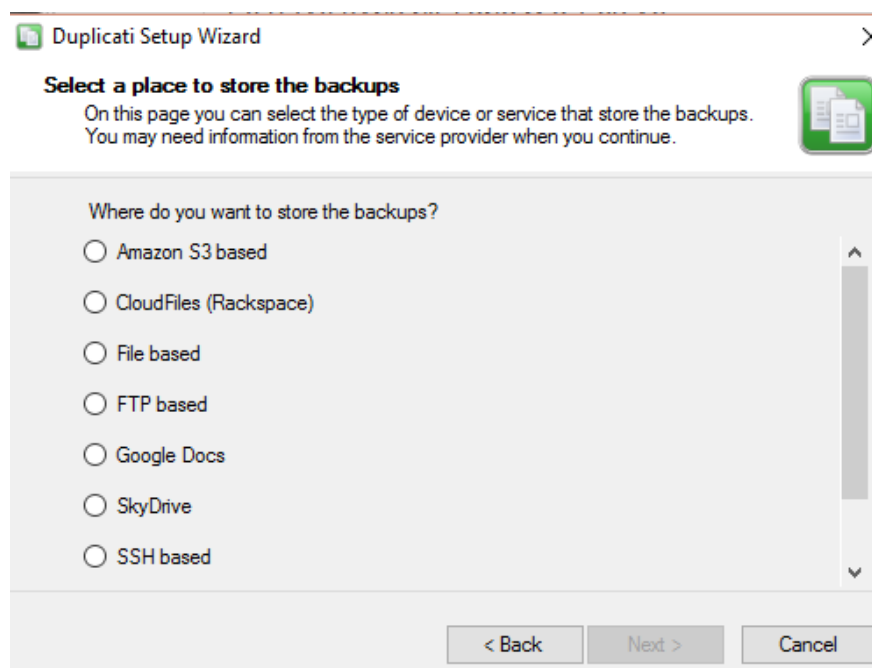 Duplicati Setup Wizard
Select a place to store the backups
On this page you can select the type of device or service that store the backups.
You may need information from the service provider when you continue.
Where do you want to store the backups?
Amazon S3 based
CloudFiles (Rackspace)
File based
FTP based
Google Docs
SkyDrive
SSH based
< Back
Next >
Cancel